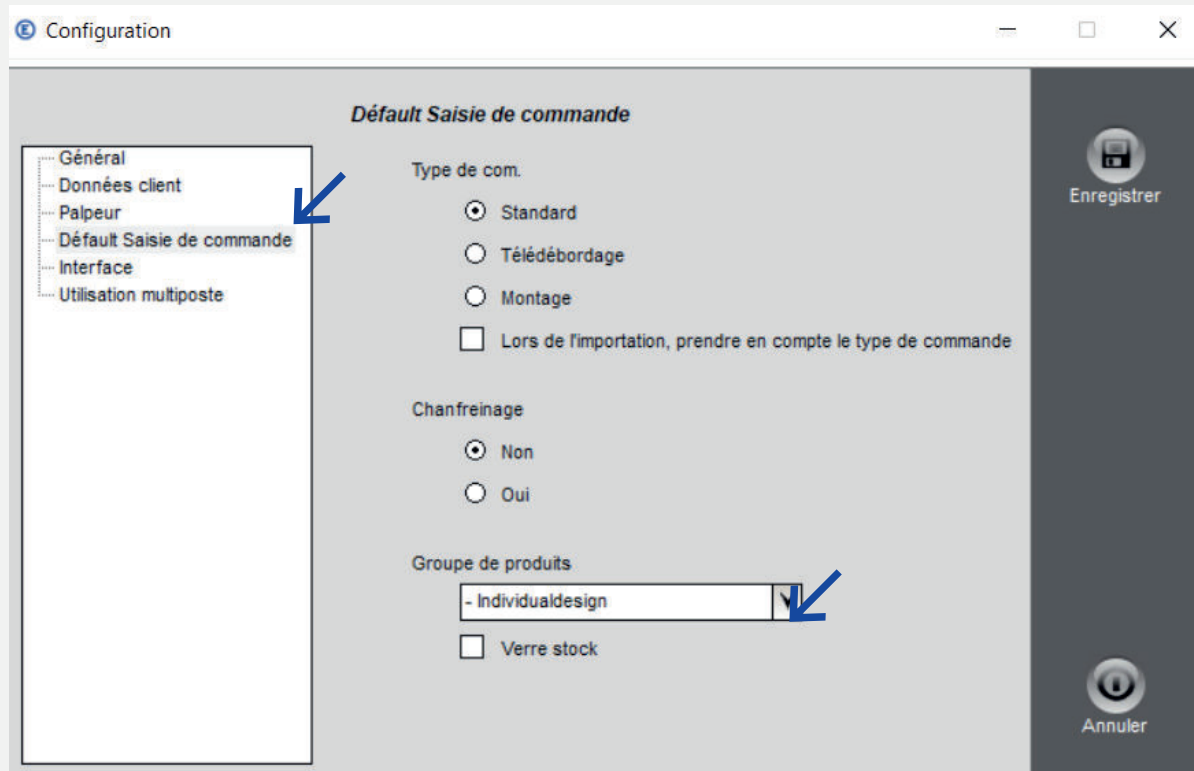 Configuration
Général
Données client
Palpeur
Défault Saisie de commande
Interface
Utilisation multiposte
Défault Saisie de commande
Type de com.
Standard
Télédébordage
Montage
Lors de l'importation, prendre en compte le type de commande
Chanfreinage
Non
Oui
Groupe de produits
- Individualdesign
Verre stock
Enregistrer
Annuler